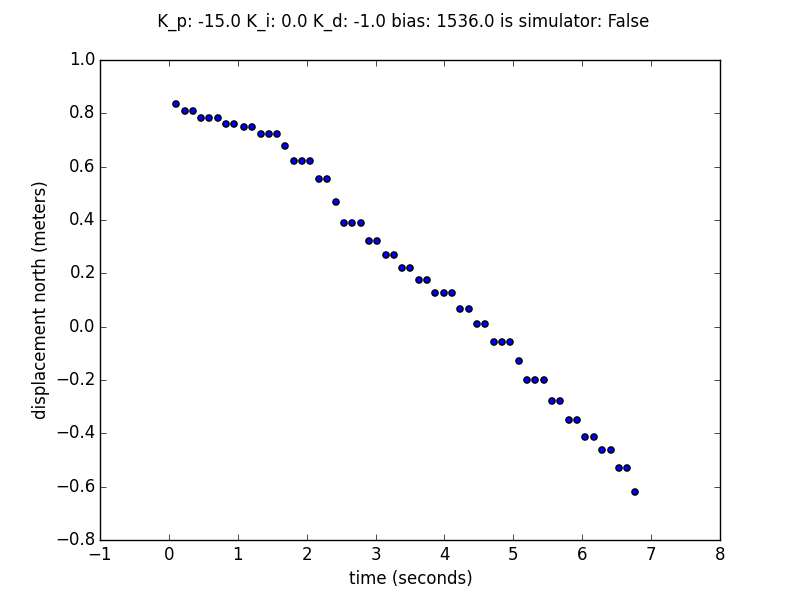 K_p: -15.0 K_i: 0.0 K_d: -1.0 bias: 1536.0 is simulator: False
1.0
0.8
0.6
0.4
0.2
0.0
−0.2
−0.4
−0.6
−0.8
displacement north (meters)
−1 0 1 2 3 4 5 6 7 8
time (seconds)